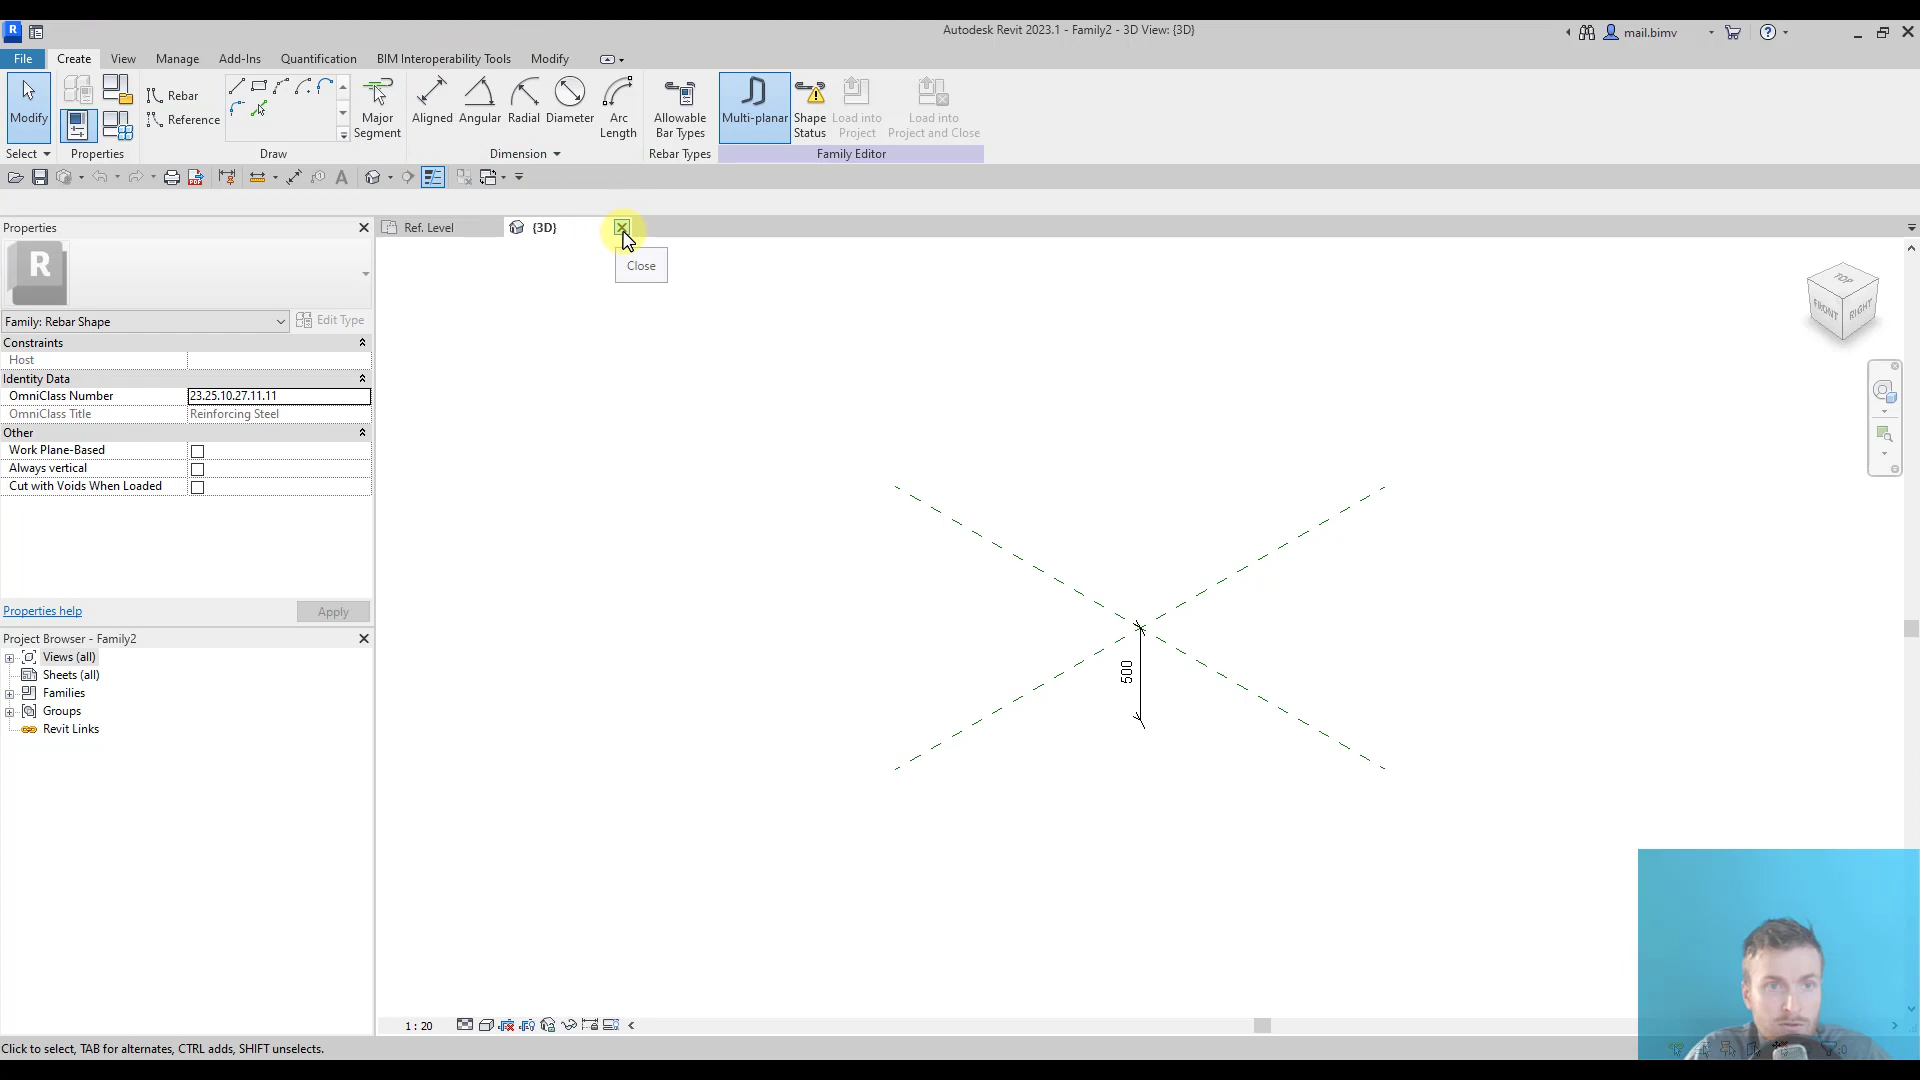 R
Autodesk Revit 2023.1 - Family2 - 3D View: {3D}
mail.bimv
File Create View Manage Add-Ins Quantification BIM Interoperability Tools Modify
Modify
Rebar
Reference
Major Segment
Aligned Angular Radial Diameter Arc Length
Allowable Bar Types
Multi-planar
Shape Status
Load into Project
Load into Project and Close
Select Properties Draw Dimension Rebar Types Family Editor
PDF
A
Properties
Ref. Level
{3D}
Close
R
Family: Rebar Shape
Edit Type
Constraints
Host
Identity Data
OmniClass Number 23.25.10.27.11.11
OmniClass Title Reinforcing Steel
Other
Work Plane-Based
Always vertical
Cut with Voids When Loaded
Properties help
Apply
Project Browser - Family2
Views (all)
Sheets (all)
Families
Groups
Revit Links
TOP
FRONT
RIGHT
500
1 : 20
Click to select, TAB for alternates, CTRL adds, SHIFT unselects.
:0